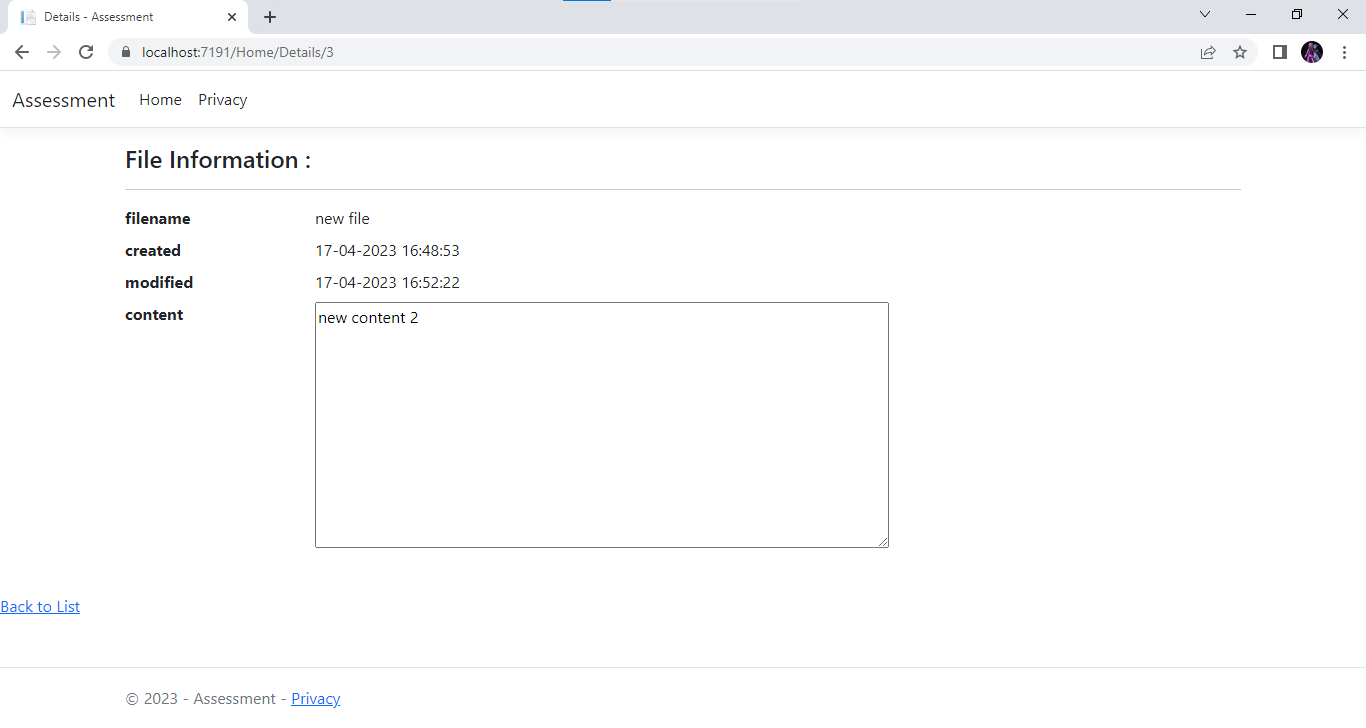 Details - Assessment
localhost:7191/Home/Details/3
Assessment Home Privacy
File Information :
filename new file
created 17-04-2023 16:48:53
modified 17-04-2023 16:52:22
content new content 2
Back to List
© 2023 - Assessment - Privacy